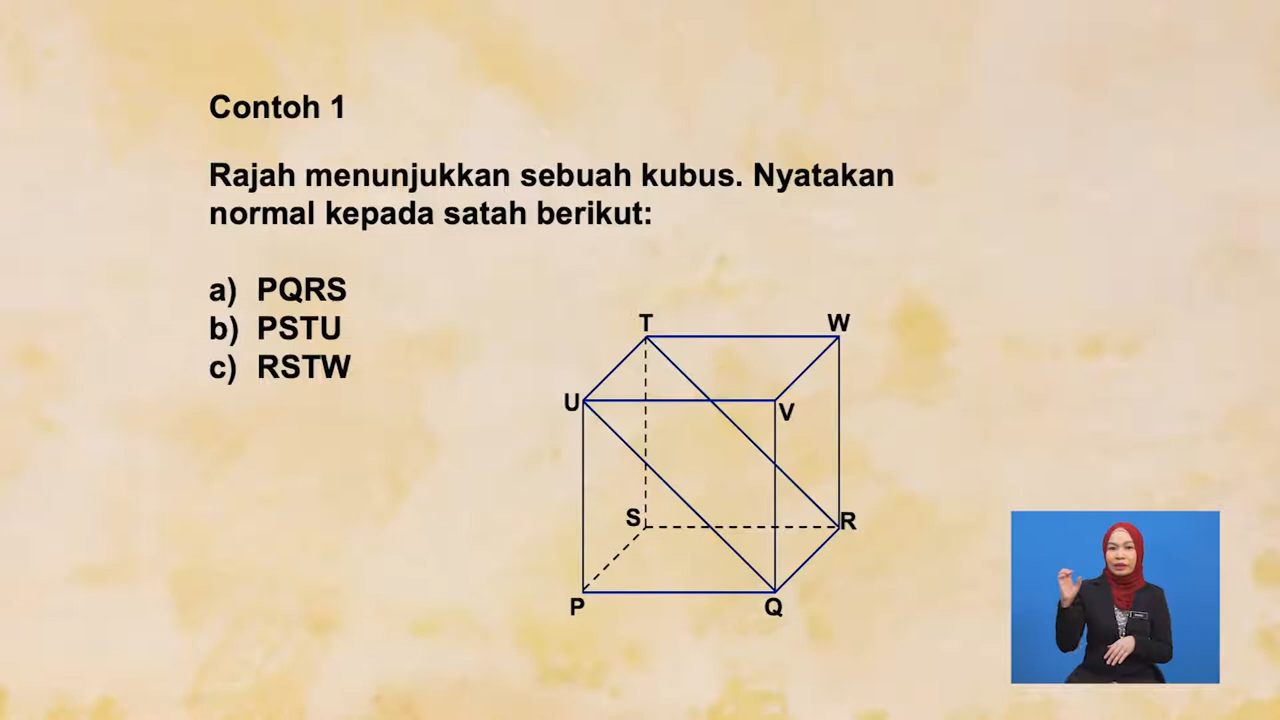 Contoh 1
Rajah menunjukkan sebuah kubus. Nyatakan
normal kepada satah berikut:
a) PQRS
b) PSTU
c) RSTW
T
W
U
V
S
R
P
Q